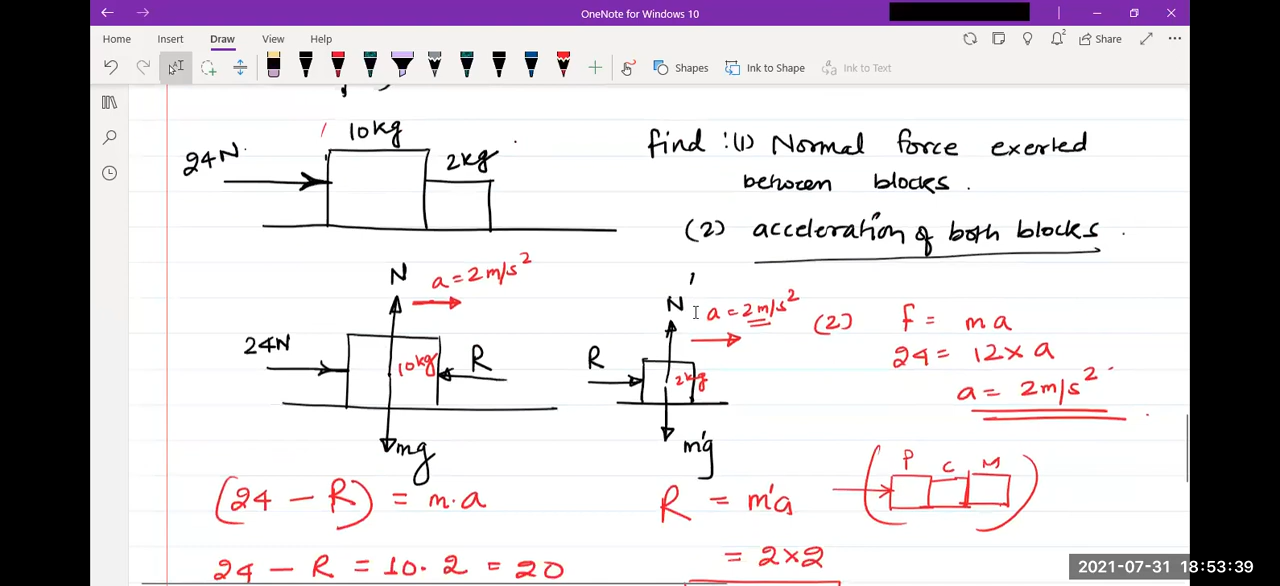 OneNote for Windows 10
Home Insert Draw View Help
Share
Shapes Ink to Shape Ink to Text
10kg
24N
2kg
find : (1) Normal force exerted
between blocks.
(2) acceleration of both blocks.
N
a = 2 m/s²
24N
10kg
R
mg
N'
a = 2m/s²
R
2kg
m'g
(2) f = ma
24 = 12 × a
a = 2 m/s²
P C M
(24 - R) = m.a
24 - R = 10.2 = 20
R = m'a
= 2×2
2021-07-31 18:53:39